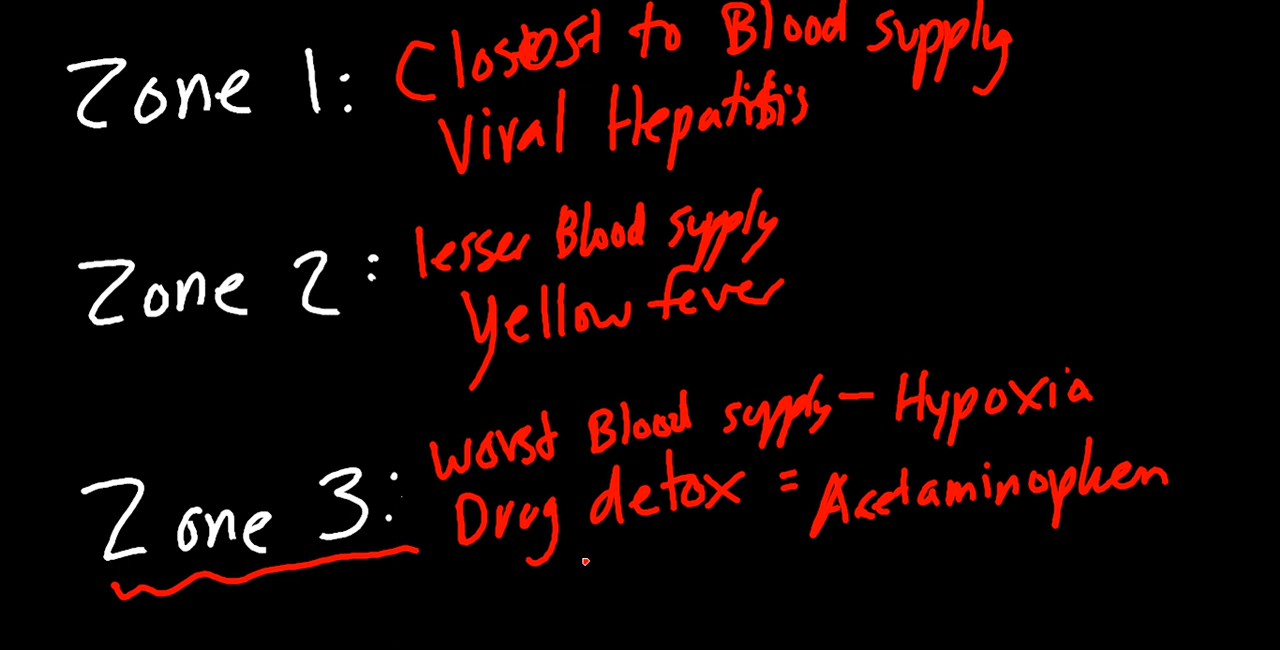 Zone 1: Closest to Blood supply
Viral Hepatitis
Zone 2: lesser Blood supply
Yellow fever
Zone 3: worst Blood supply - Hypoxia
Drug detox = Acetaminophen